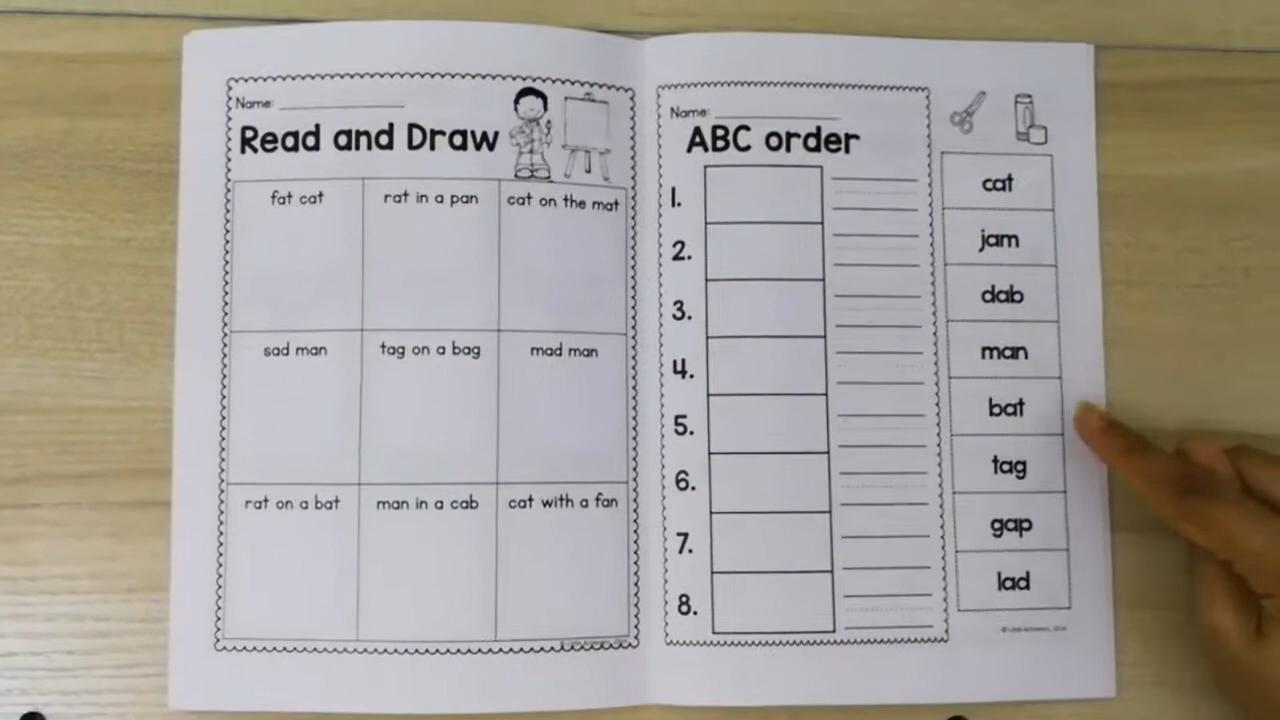 Name:
Read and Draw
fat cat
rat in a pan
cat on the mat
sad man
tag on a bag
mad man
rat on a bat
man in a cab
cat with a fan
Name:
ABC order
1.
2.
3.
4.
5.
6.
7.
8.
cat
jam
dab
man
bat
tag
gap
lad